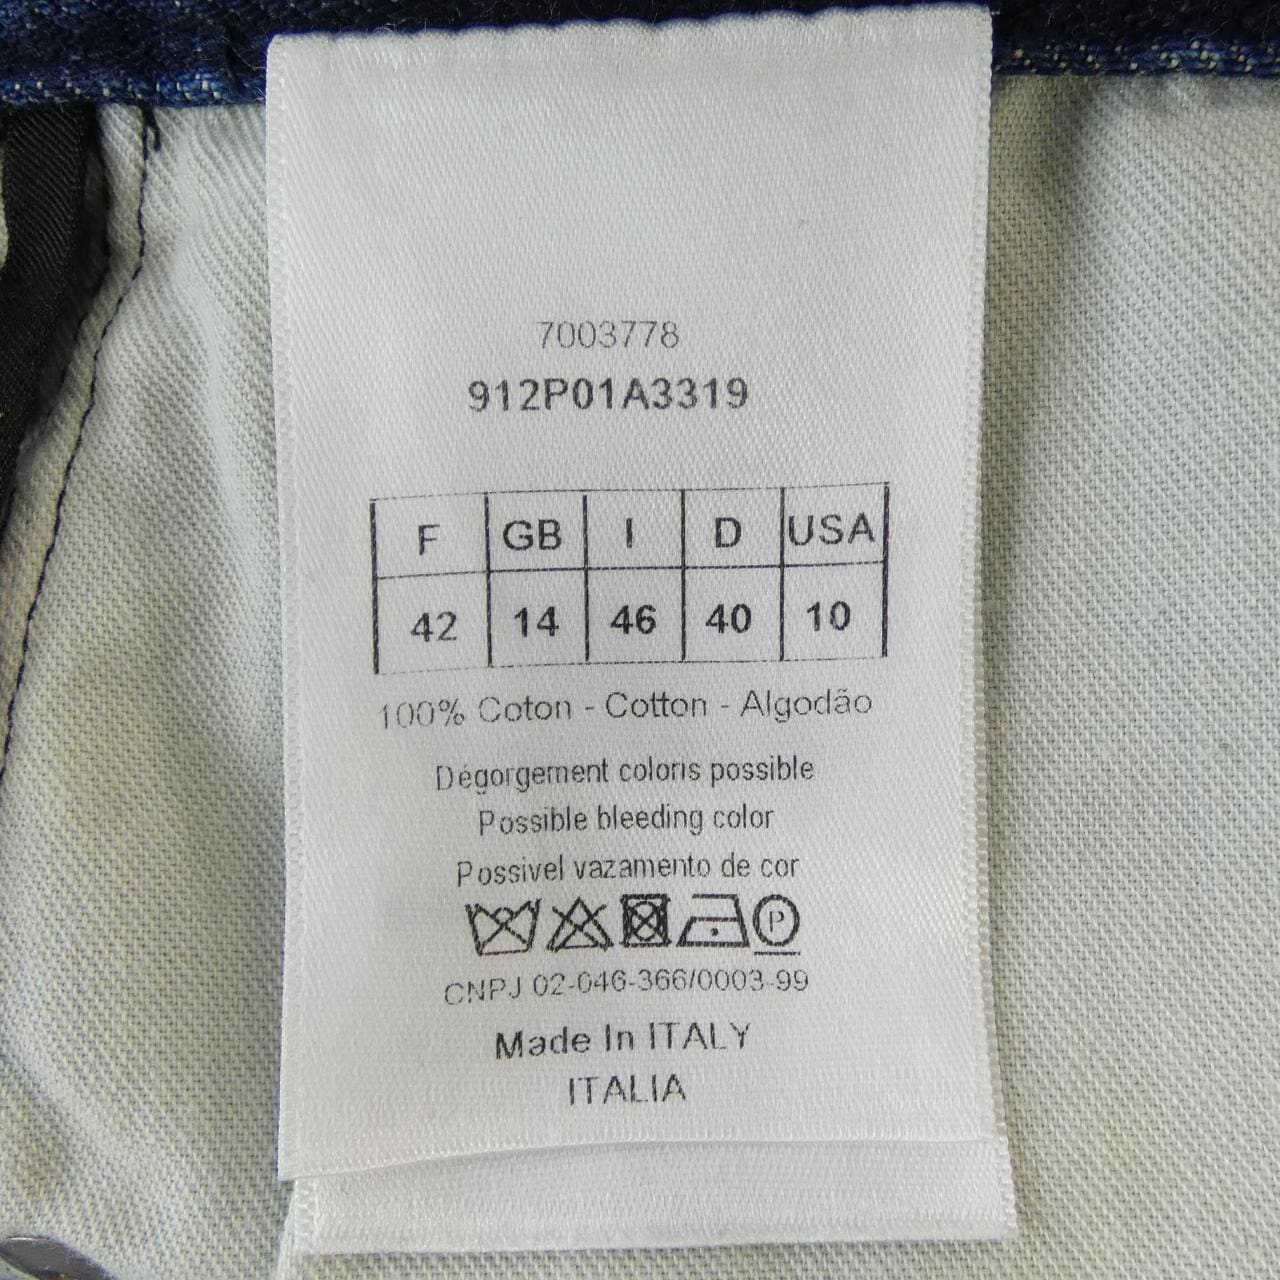 7003778
912P01A3319
F GB I D USA
42 14 46 40 10
100% Coton - Cotton - Algodão
Dégorgement coloris possible
Possible bleeding color
Possivel vazamento de cor
P
CNPJ 02-046-366/0003-99
Made In ITALY
ITALIA